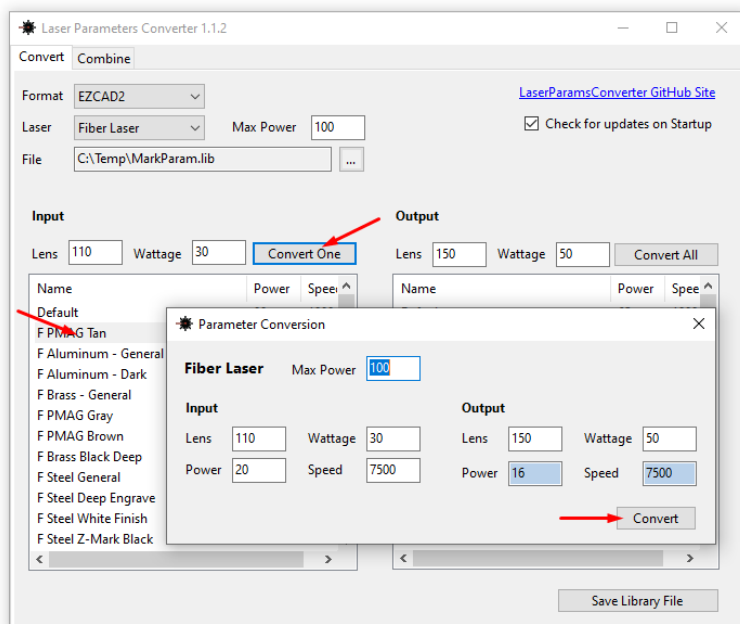 Laser Parameters Converter 1.1.2
Convert Combine
Format EZCAD2 LaserParamsConverter GitHub Site
Laser Fiber Laser Max Power 100 Check for updates on Startup
File C:\Temp\MarkParam.lib ...
Input Output
Lens 110 Wattage 30 Convert One Lens 150 Wattage 50 Convert All
Name Power Spee Name Power Spee
Default
F PMAG Tan
F Aluminum - General
F Aluminum - Dark
F Brass - General
F PMAG Gray
F PMAG Brown
F Brass Black Deep
F Steel General
F Steel Deep Engrave
F Steel White Finish
F Steel Z-Mark Black
Parameter Conversion
Fiber Laser Max Power 100
Input Output
Lens 110 Wattage 30 Lens 150 Wattage 50
Power 20 Speed 7500 Power 16 Speed 7500
Convert
Save Library File